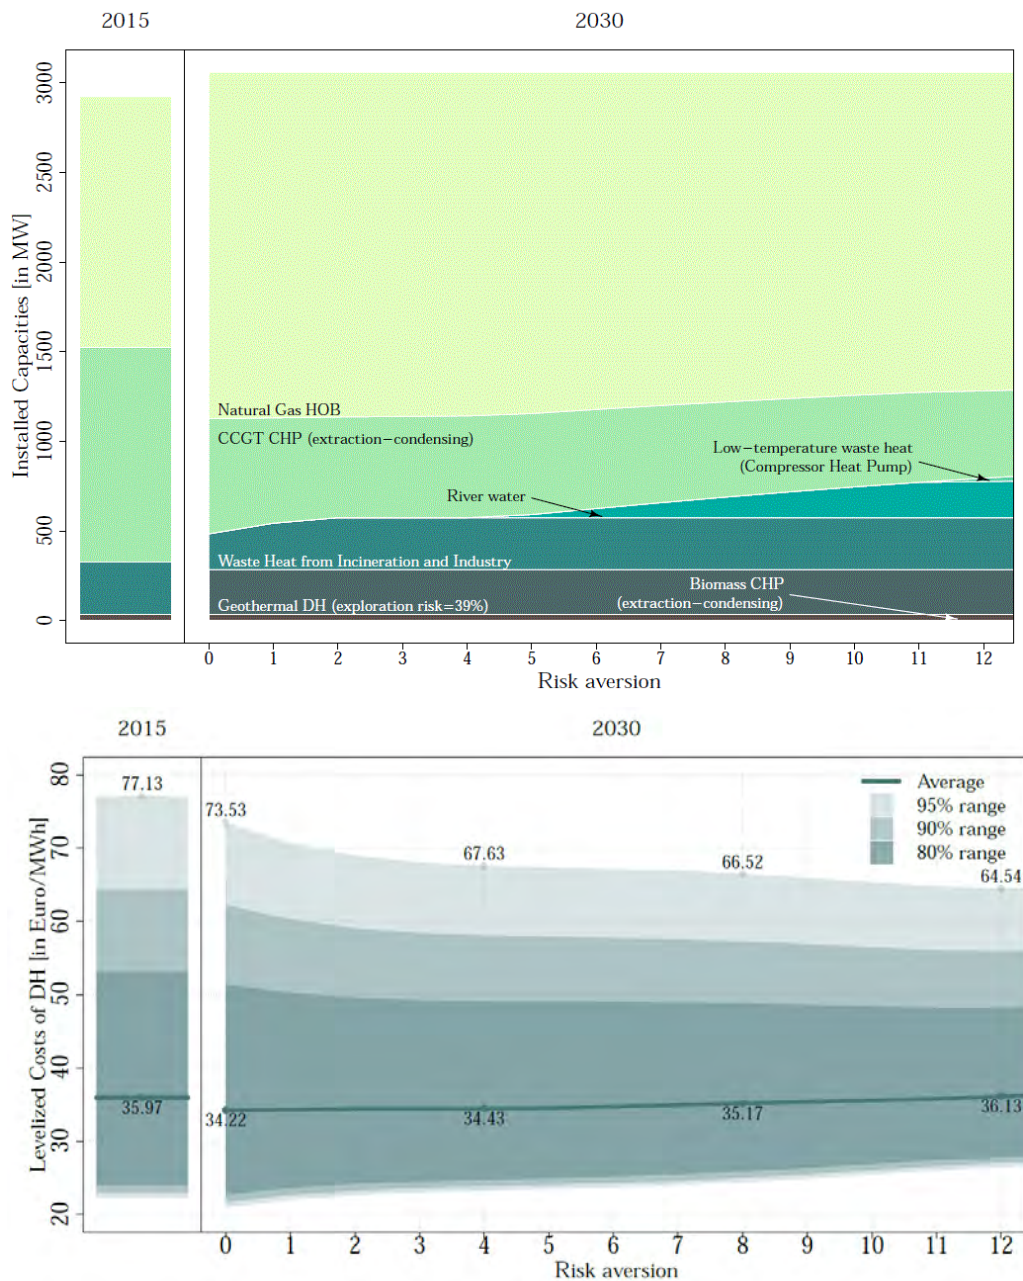 2015
2030
Installed Capacities [in MW]
3000
2500
2000
1500
1000
500
0
Natural Gas HOB
CCGT CHP (extraction−condensing)
Low−temperature waste heat
(Compressor Heat Pump)
River water
Waste Heat from Incineration and Industry
Biomass CHP
(extraction−condensing)
Geothermal DH (exploration risk=39%)
0 1 2 3 4 5 6 7 8 9 10 11 12
Risk aversion
2015
2030
Levelized Costs of DH [in Euro/MWh]
80
70
60
50
40
30
20
77.13
73.53
67.63
66.52
64.54
Average
95% range
90% range
80% range
35.97
34.22
34.43
35.17
36.13
0 1 2 3 4 5 6 7 8 9 10 11 12
Risk aversion